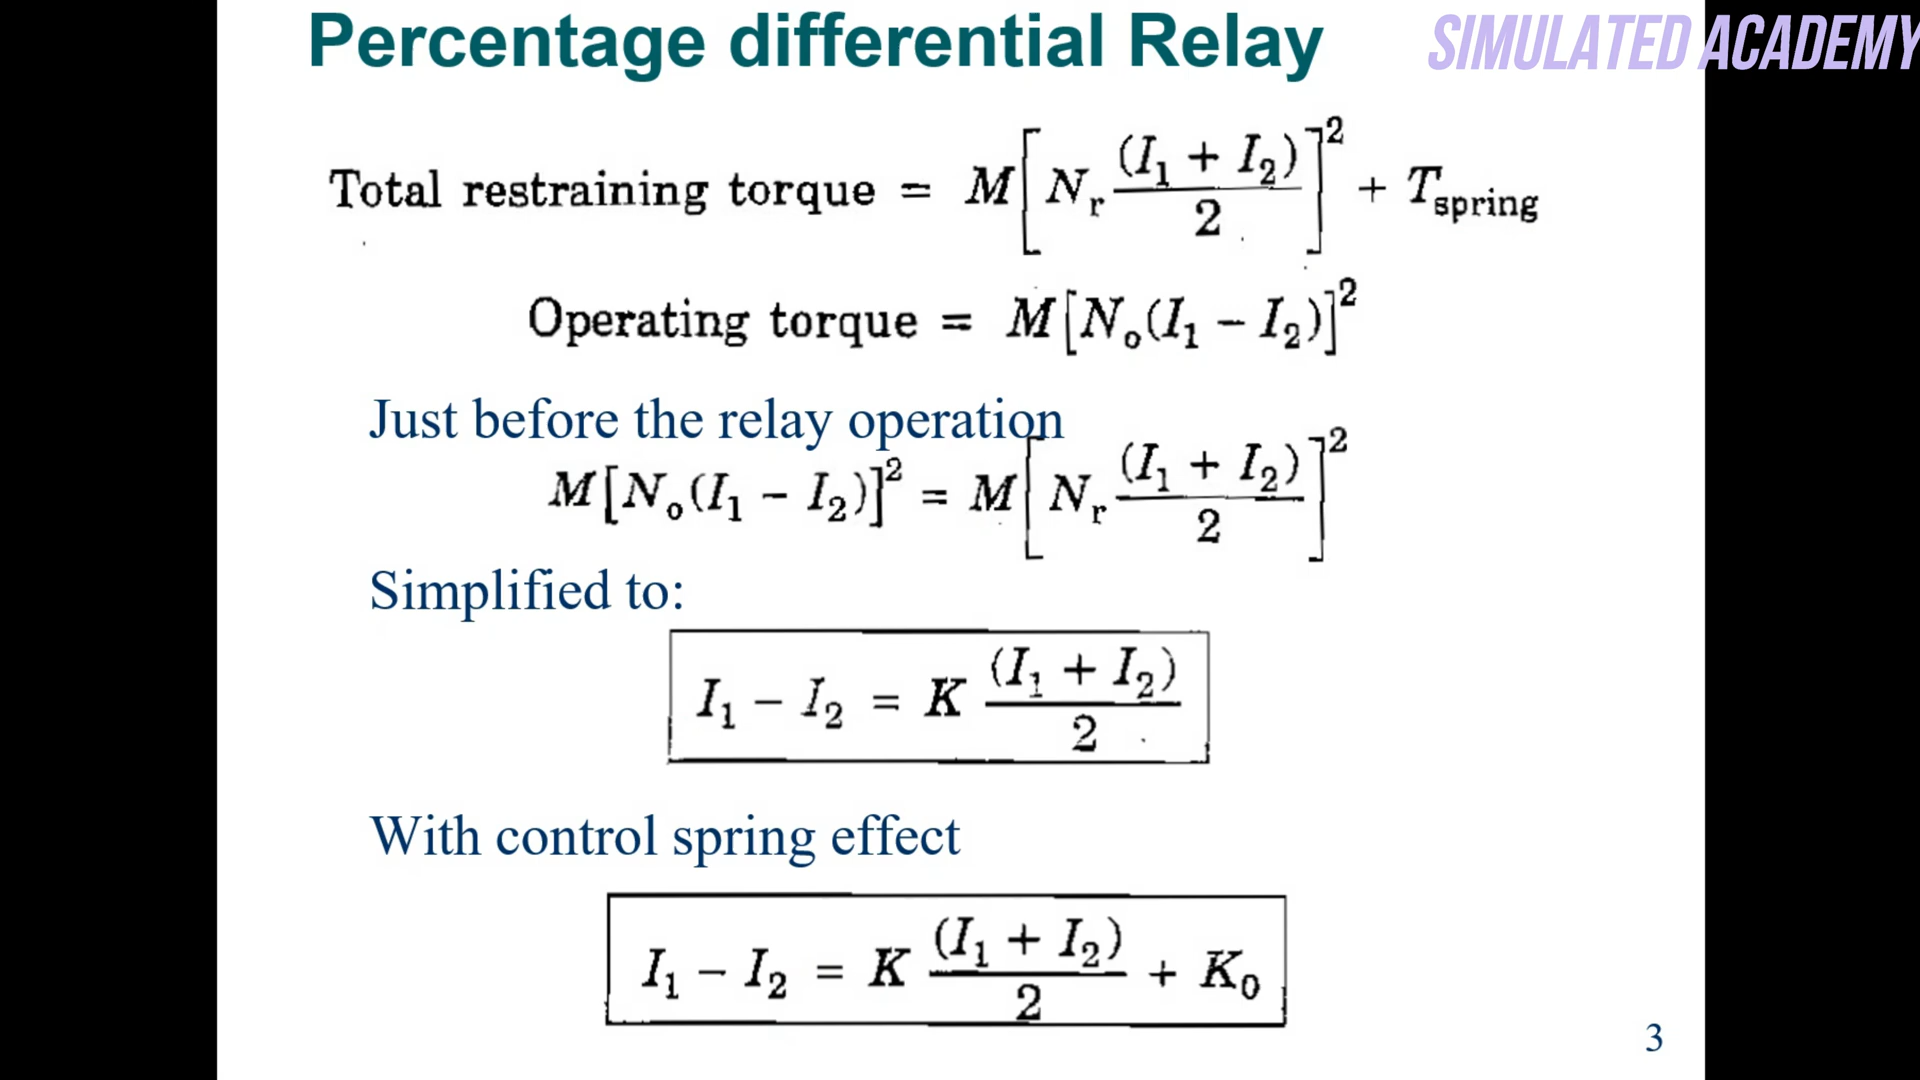 Percentage differential Relay
SIMULATED ACADEMY
Total restraining torque = M[N_r (I_1 + I_2)/2]^2 + T_spring
Operating torque = M[N_o(I_1 − I_2)]^2
Just before the relay operation
M[N_o(I_1 − I_2)]^2 = M[N_r (I_1 + I_2)/2]^2
Simplified to:
I_1 − I_2 = K (I_1 + I_2)/2
With control spring effect
I_1 − I_2 = K (I_1 + I_2)/2 + K_0
3